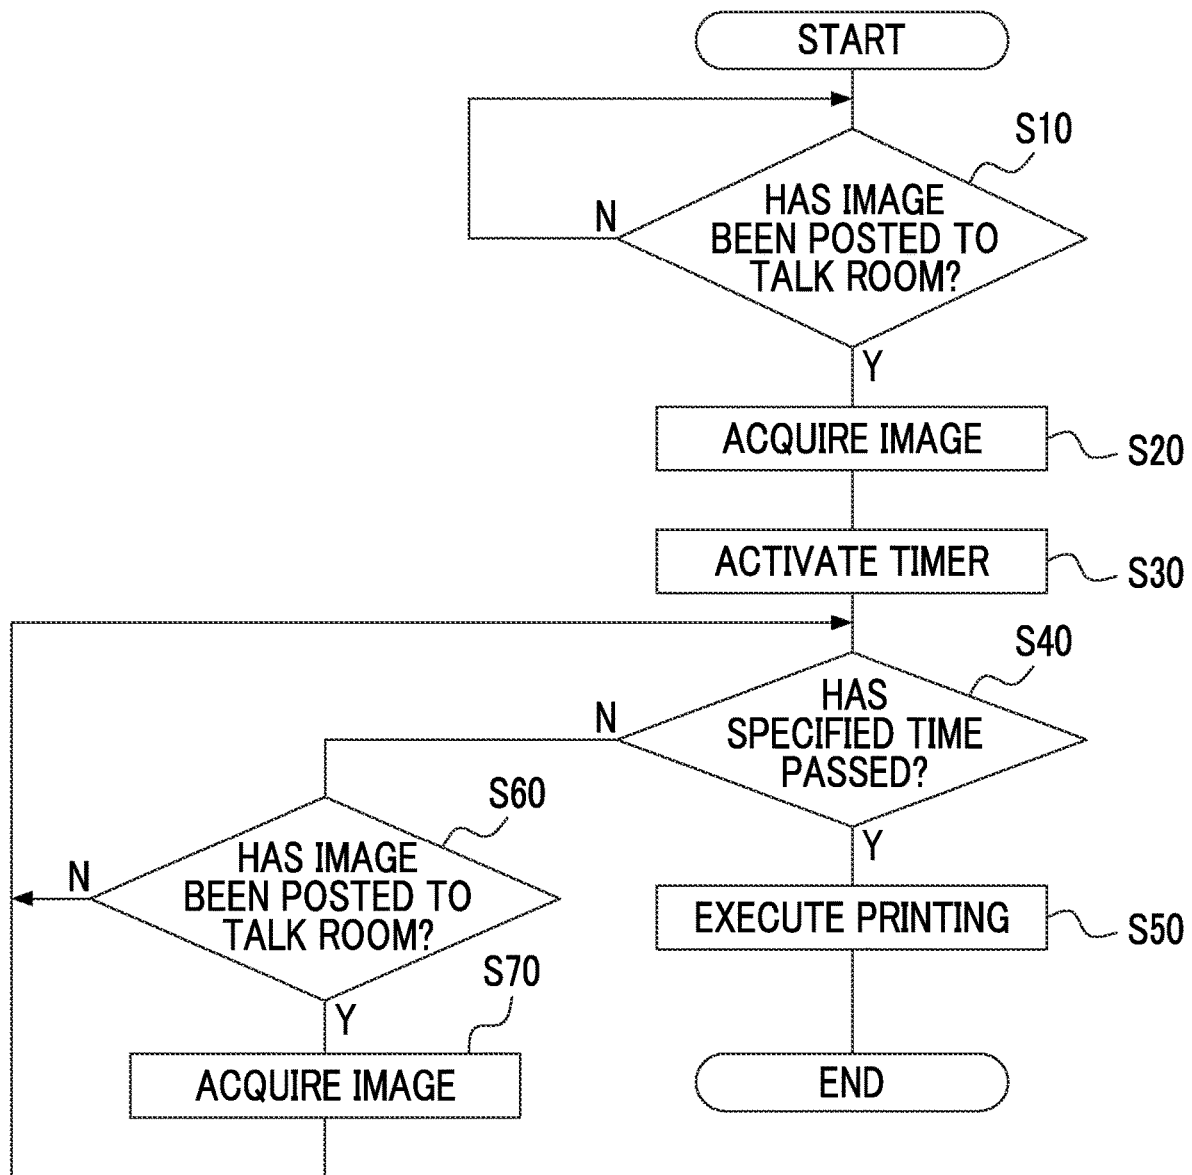 START
S10
HAS IMAGE
BEEN POSTED TO
TALK ROOM?
N
Y
ACQUIRE IMAGE
S20
ACTIVATE TIMER
S30
S40
HAS
SPECIFIED TIME
PASSED?
N
Y
S60
HAS IMAGE
BEEN POSTED TO
TALK ROOM?
N
Y
EXECUTE PRINTING
S50
S70
ACQUIRE IMAGE
END